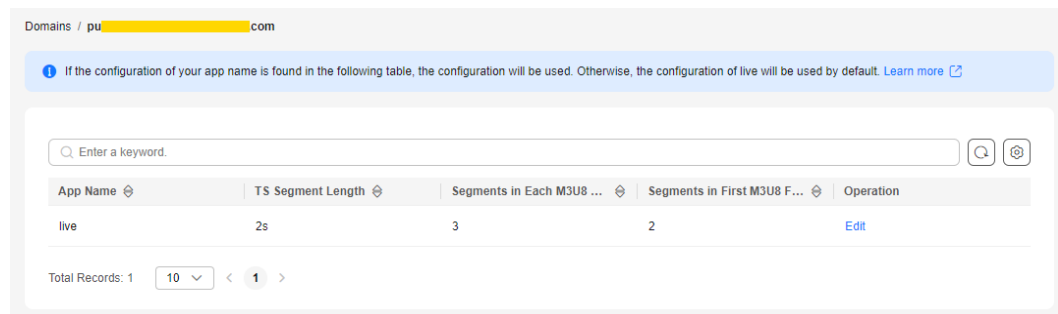 Domains / pu com
If the configuration of your app name is found in the following table, the configuration will be used. Otherwise, the configuration of live will be used by default. Learn more
Enter a keyword.
App Name TS Segment Length Segments in Each M3U8 ... Segments in First M3U8 F... Operation
live 2s 3 2 Edit
Total Records: 1 10 < 1 >